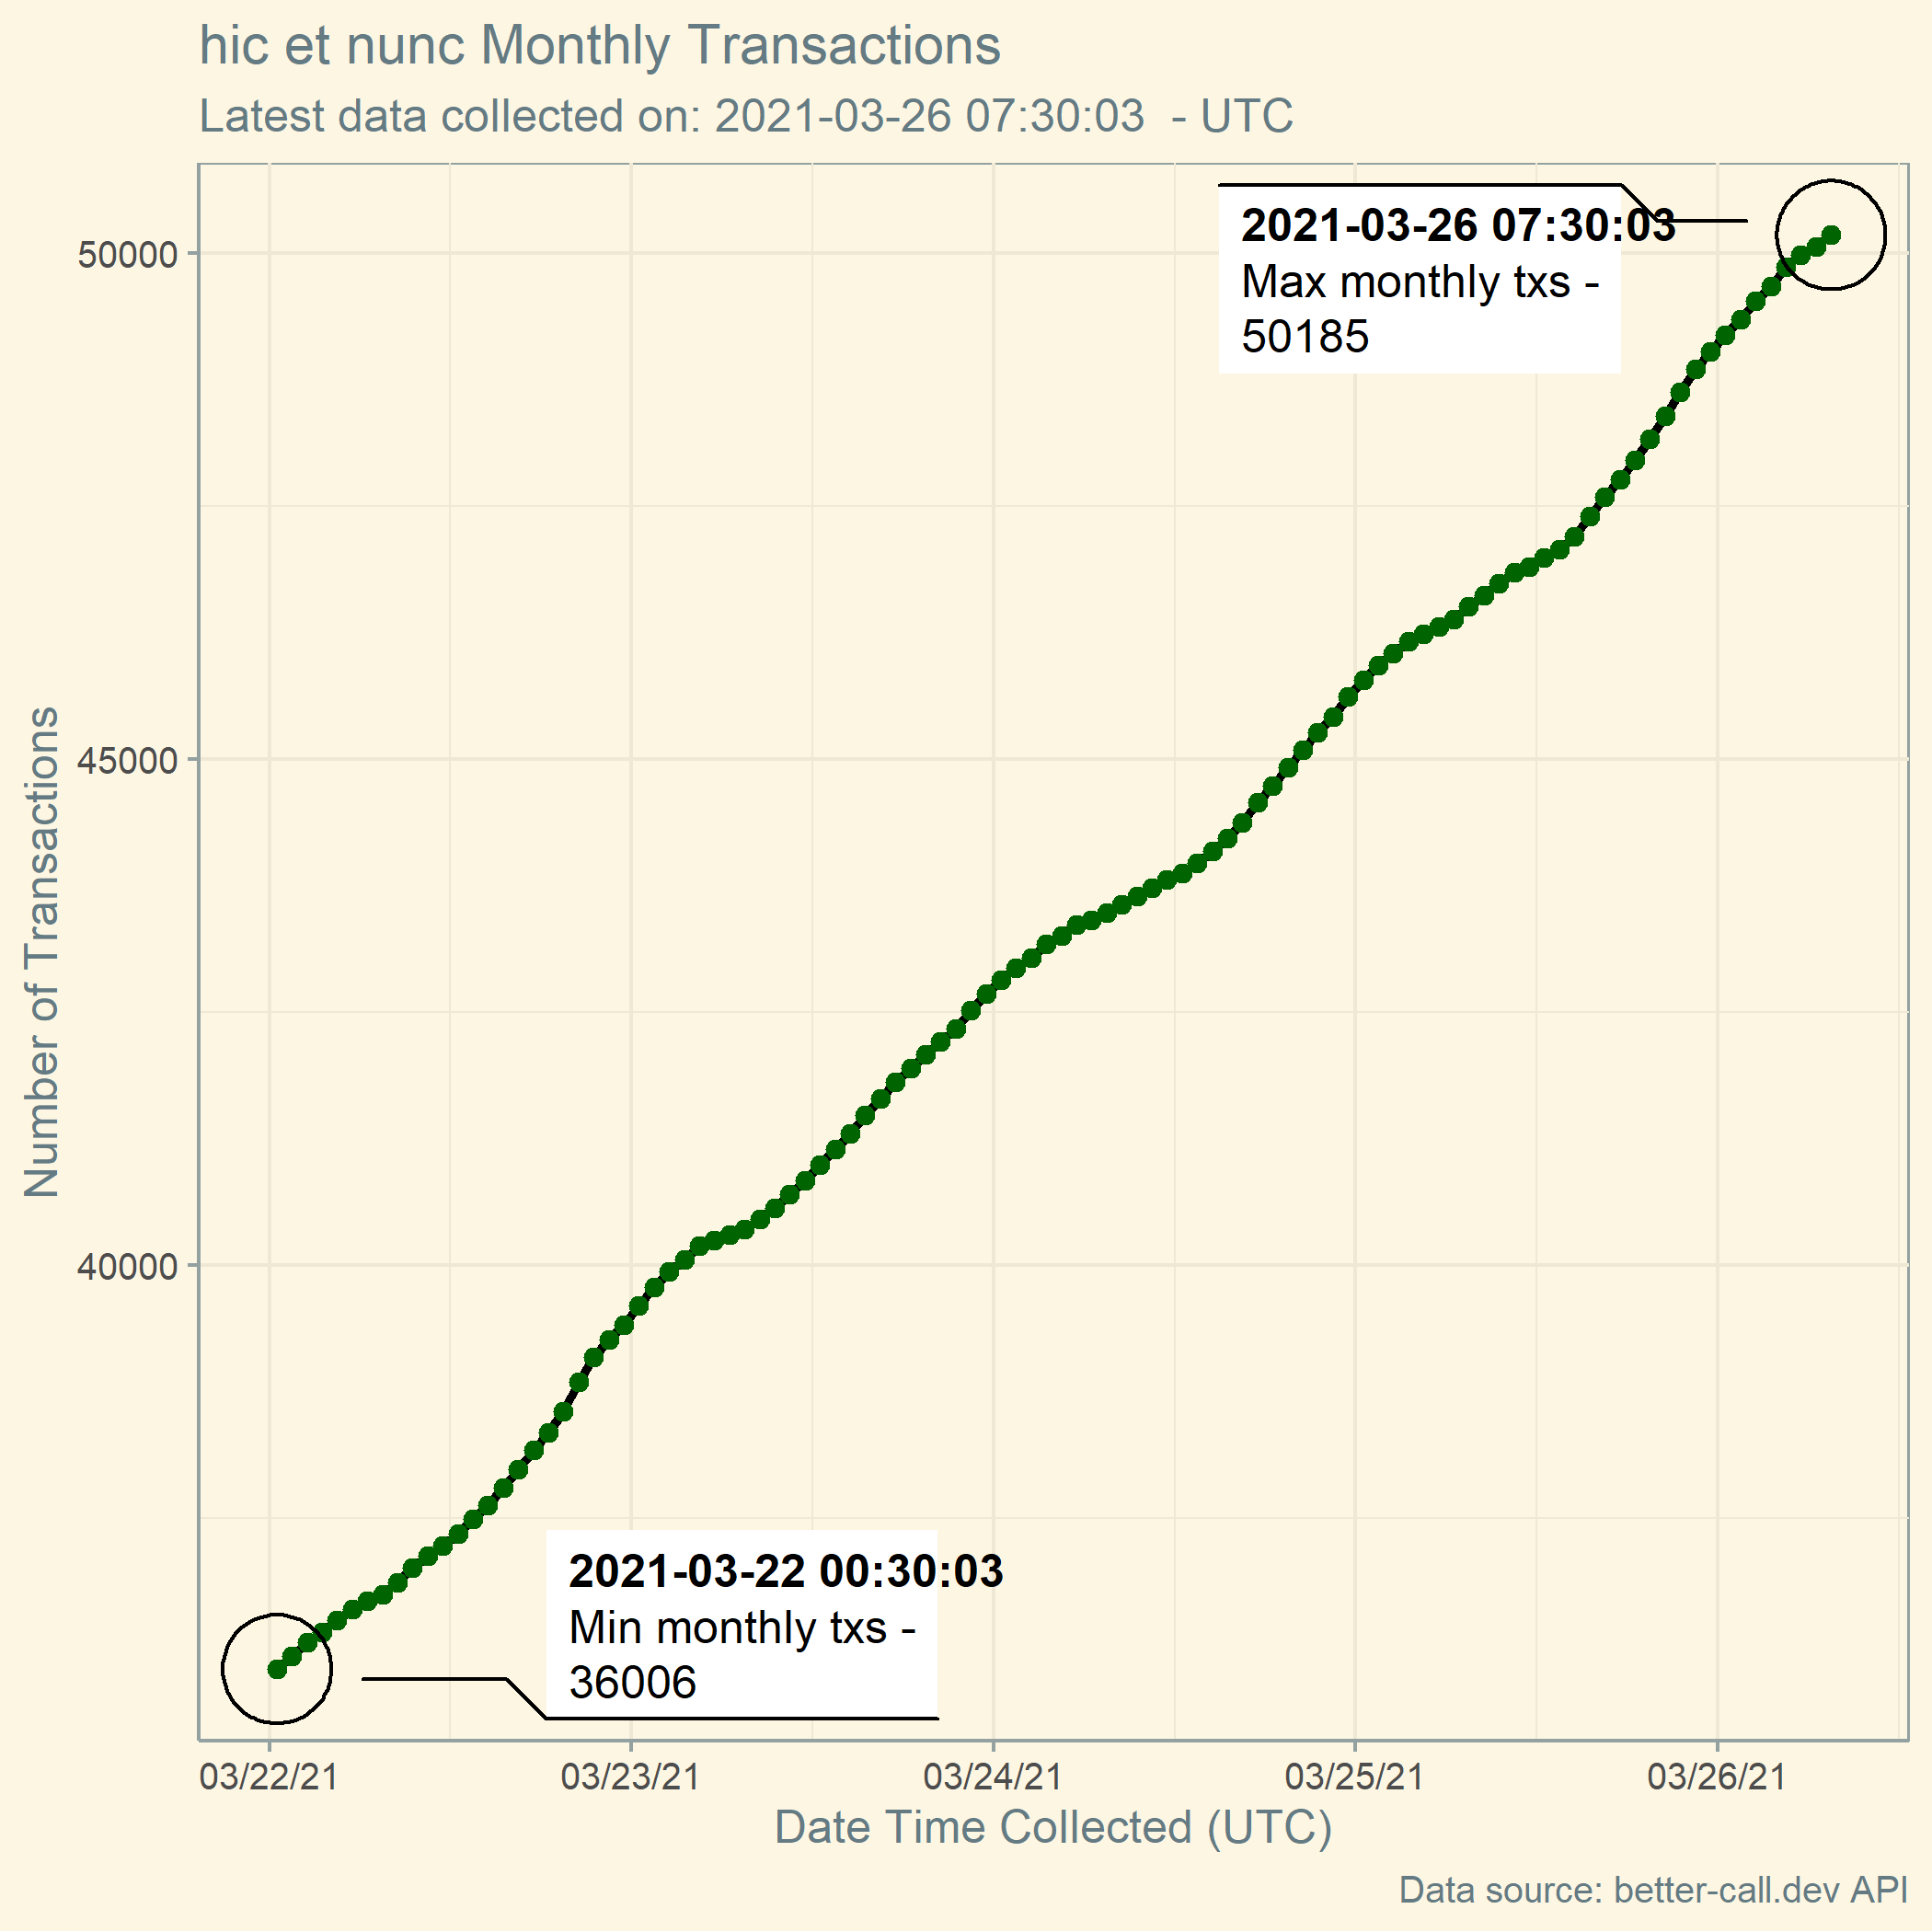 hic et nunc Monthly Transactions
Latest data collected on: 2021-03-26 07:30:03  - UTC
2021-03-26 07:30:03
Max monthly txs -
50185
50000
45000
40000
Number of Transactions
2021-03-22 00:30:03
Min monthly txs -
36006
03/22/21 03/23/21 03/24/21 03/25/21 03/26/21
Date Time Collected (UTC)
Data source: better-call.dev API